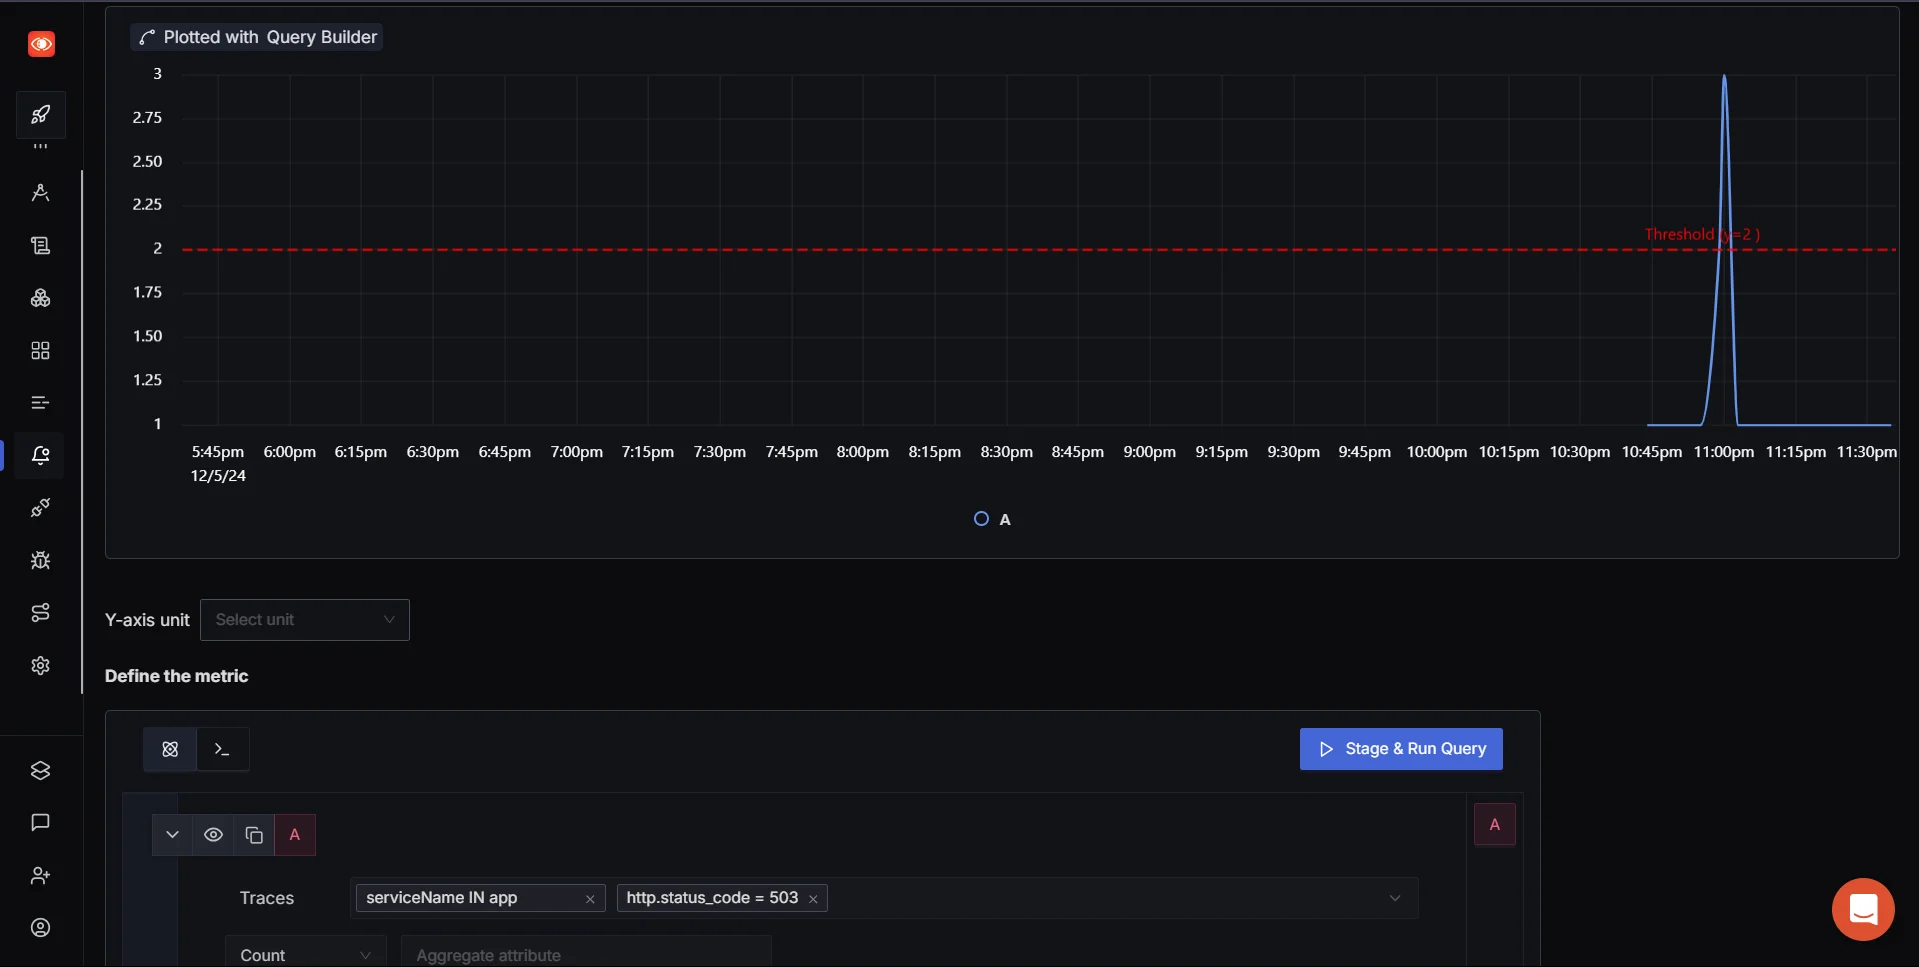 Plotted with Query Builder
3
2.75
2.50
2.25
2
1.75
1.50
1.25
1
Threshold (y=2 )
5:45pm 6:00pm 6:15pm 6:30pm 6:45pm 7:00pm 7:15pm 7:30pm 7:45pm 8:00pm 8:15pm 8:30pm 8:45pm 9:00pm 9:15pm 9:30pm 9:45pm 10:00pm 10:15pm 10:30pm 10:45pm 11:00pm 11:15pm 11:30pm
12/5/24
A
Y-axis unit Select unit
Define the metric
Stage & Run Query
A A
Traces serviceName IN app × http.status_code = 503 ×
Count Aggregate attribute